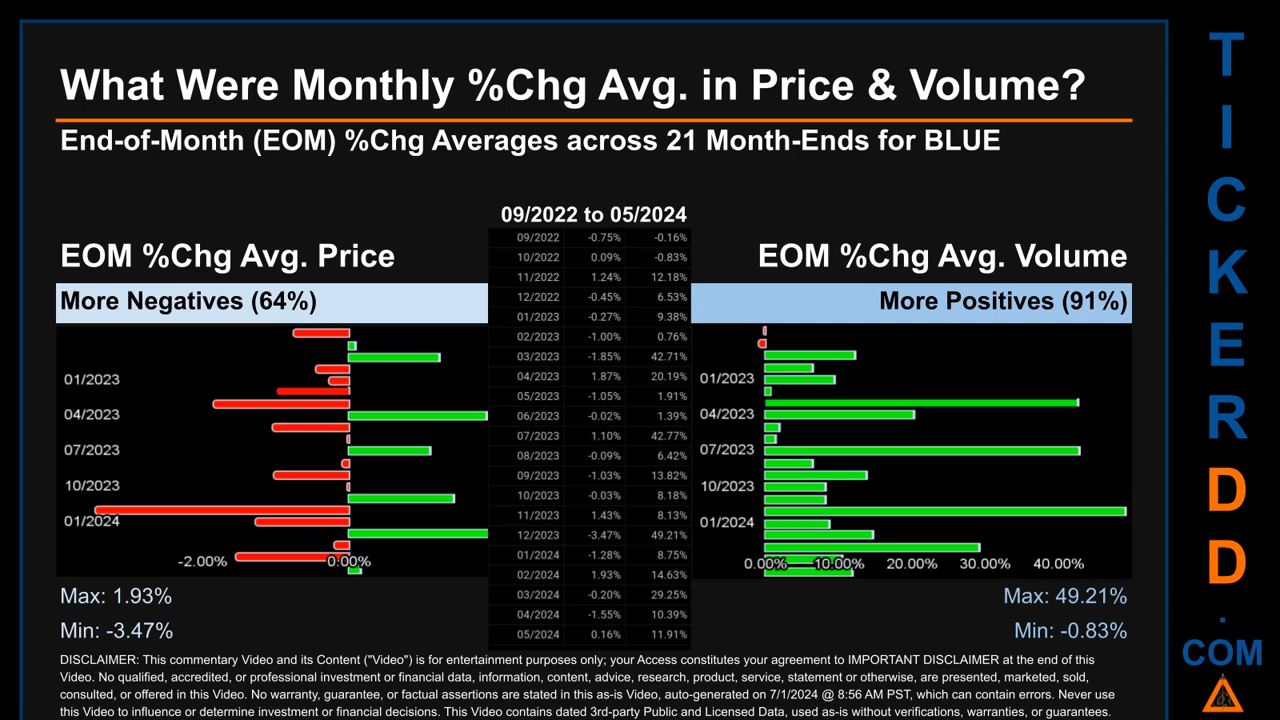 What Were Monthly %Chg Avg. in Price & Volume?
End-of-Month (EOM) %Chg Averages across 21 Month-Ends for BLUE
09/2022 to 05/2024
EOM %Chg Avg. Price
EOM %Chg Avg. Volume
More Negatives (64%)
More Positives (91%)
09/2022 -0.75% -0.16%
10/2022 0.09% -0.83%
11/2022 1.24% 12.18%
12/2022 -0.45% 6.53%
01/2023 -0.27% 9.38%
02/2023 -1.00% 0.76%
03/2023 -1.85% 42.71%
04/2023 1.87% 20.19%
05/2023 -1.05% 1.91%
06/2023 -0.02% 1.39%
07/2023 1.10% 42.77%
08/2023 -0.09% 6.42%
09/2023 -1.03% 13.82%
10/2023 -0.03% 8.18%
11/2023 1.43% 8.13%
12/2023 -3.47% 49.21%
01/2024 -1.28% 8.75%
02/2024 1.93% 14.63%
03/2024 -0.20% 29.25%
04/2024 -1.55% 10.39%
05/2024 0.16% 11.91%
01/2023
04/2023
07/2023
10/2023
01/2024
-2.00% 0.00%
01/2023
04/2023
07/2023
10/2023
01/2024
0.00% 10.00% 20.00% 30.00% 40.00%
Max: 1.93%
Min: -3.47%
Max: 49.21%
Min: -0.83%
DISCLAIMER: This commentary Video and its Content ("Video") is for entertainment purposes only; your Access constitutes your agreement to IMPORTANT DISCLAIMER at the end of this
Video. No qualified, accredited, or professional investment or financial data, information, content, advice, research, product, service, statement or otherwise, are presented, marketed, sold,
consulted, or offered in this Video. No warranty, guarantee, or factual assertions are stated in this as-is Video, auto-generated on 7/1/2024 @ 8:56 AM PST, which can contain errors. Never use
this Video to influence or determine investment or financial decisions. This Video contains dated 3rd-party Public and Licensed Data, used as-is without verifications, warranties, or guarantees.
T
I
C
K
E
R
D
D
.
COM